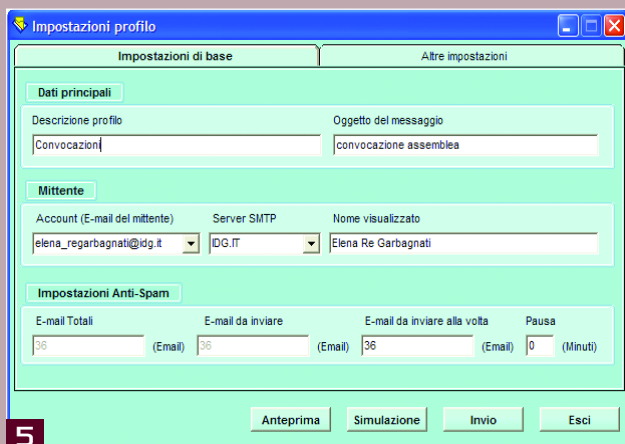 Impostazioni profilo
Impostazioni di base
Altre impostazioni
Dati principali
Descrizione profilo
Oggetto del messaggio
Convocazioni
convocazione assemblea
Mittente
Account (E-mail del mittente)
Server SMTP
Nome visualizzato
elena_regarbagnati@idg.it
IDG.IT
Elena Re Garbagnati
Impostazioni Anti-Spam
E-mail Totali
E-mail da inviare
E-mail da inviare alla volta
Pausa
36 (Email) 36 (Email) 36 (Email) 0 (Minuti)
Anteprima
Simulazione
Invio
Esci
5